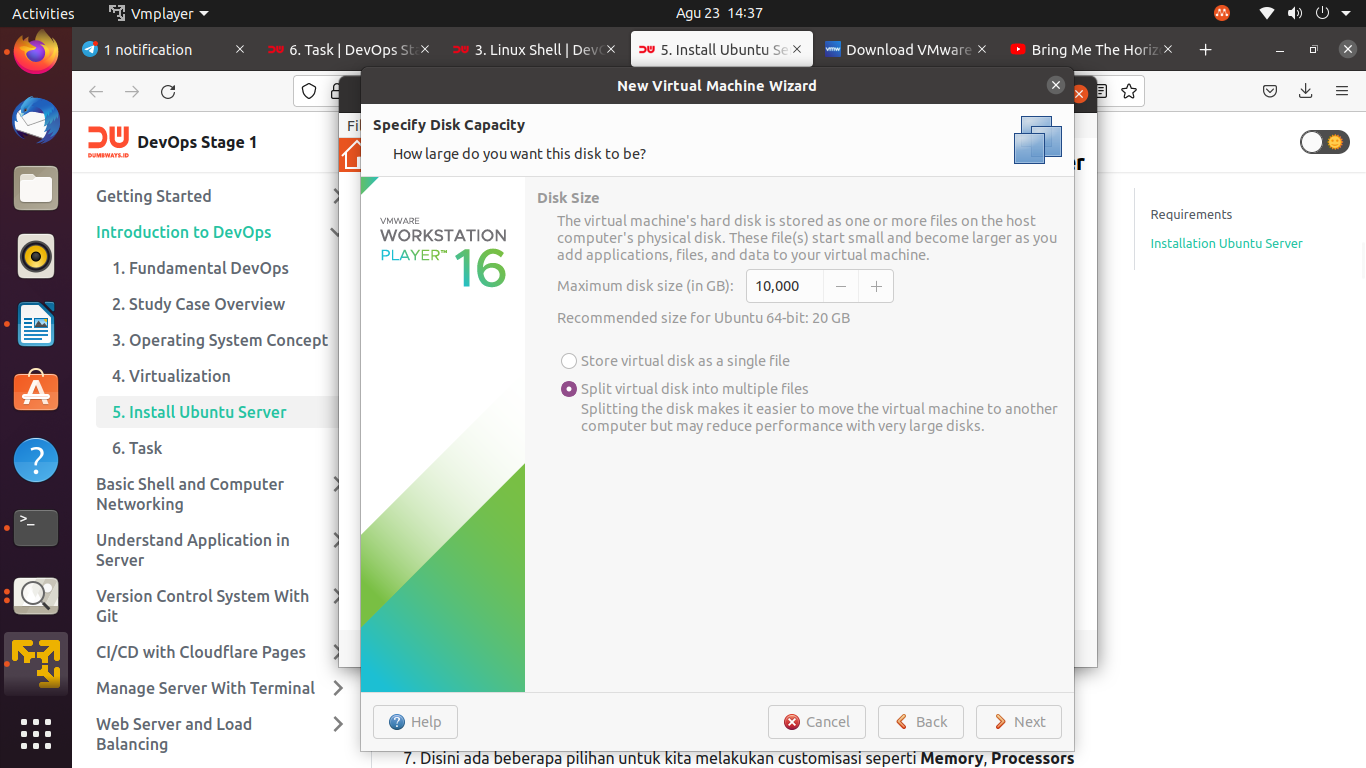 Activities
Vmplayer
Agu 23 14:37
1 notification
6. Task | DevOps Sta
3. Linux Shell | DevO
5. Install Ubuntu Se
Download VMware
Bring Me The Horiz
New Virtual Machine Wizard
DUMBWAYS.ID
DevOps Stage 1
Fil
er
Specify Disk Capacity
How large do you want this disk to be?
Getting Started
Introduction to DevOps
1. Fundamental DevOps
2. Study Case Overview
3. Operating System Concept
4. Virtualization
5. Install Ubuntu Server
6. Task
Basic Shell and Computer
Networking
Understand Application in
Server
Version Control System With
Git
CI/CD with Cloudflare Pages
Manage Server With Terminal
Web Server and Load
Balancing
VMWARE
WORKSTATION
PLAYER™ 16
Disk Size
The virtual machine's hard disk is stored as one or more files on the host
computer's physical disk. These file(s) start small and become larger as you
add applications, files, and data to your virtual machine.
Maximum disk size (in GB): 10,000
Recommended size for Ubuntu 64-bit: 20 GB
Store virtual disk as a single file
Split virtual disk into multiple files
Splitting the disk makes it easier to move the virtual machine to another
computer but may reduce performance with very large disks.
Help
Cancel
Back
Next
Requirements
Installation Ubuntu Server
7. Disini ada beberapa pilihan untuk kita melakukan customisasi seperti Memory, Processors